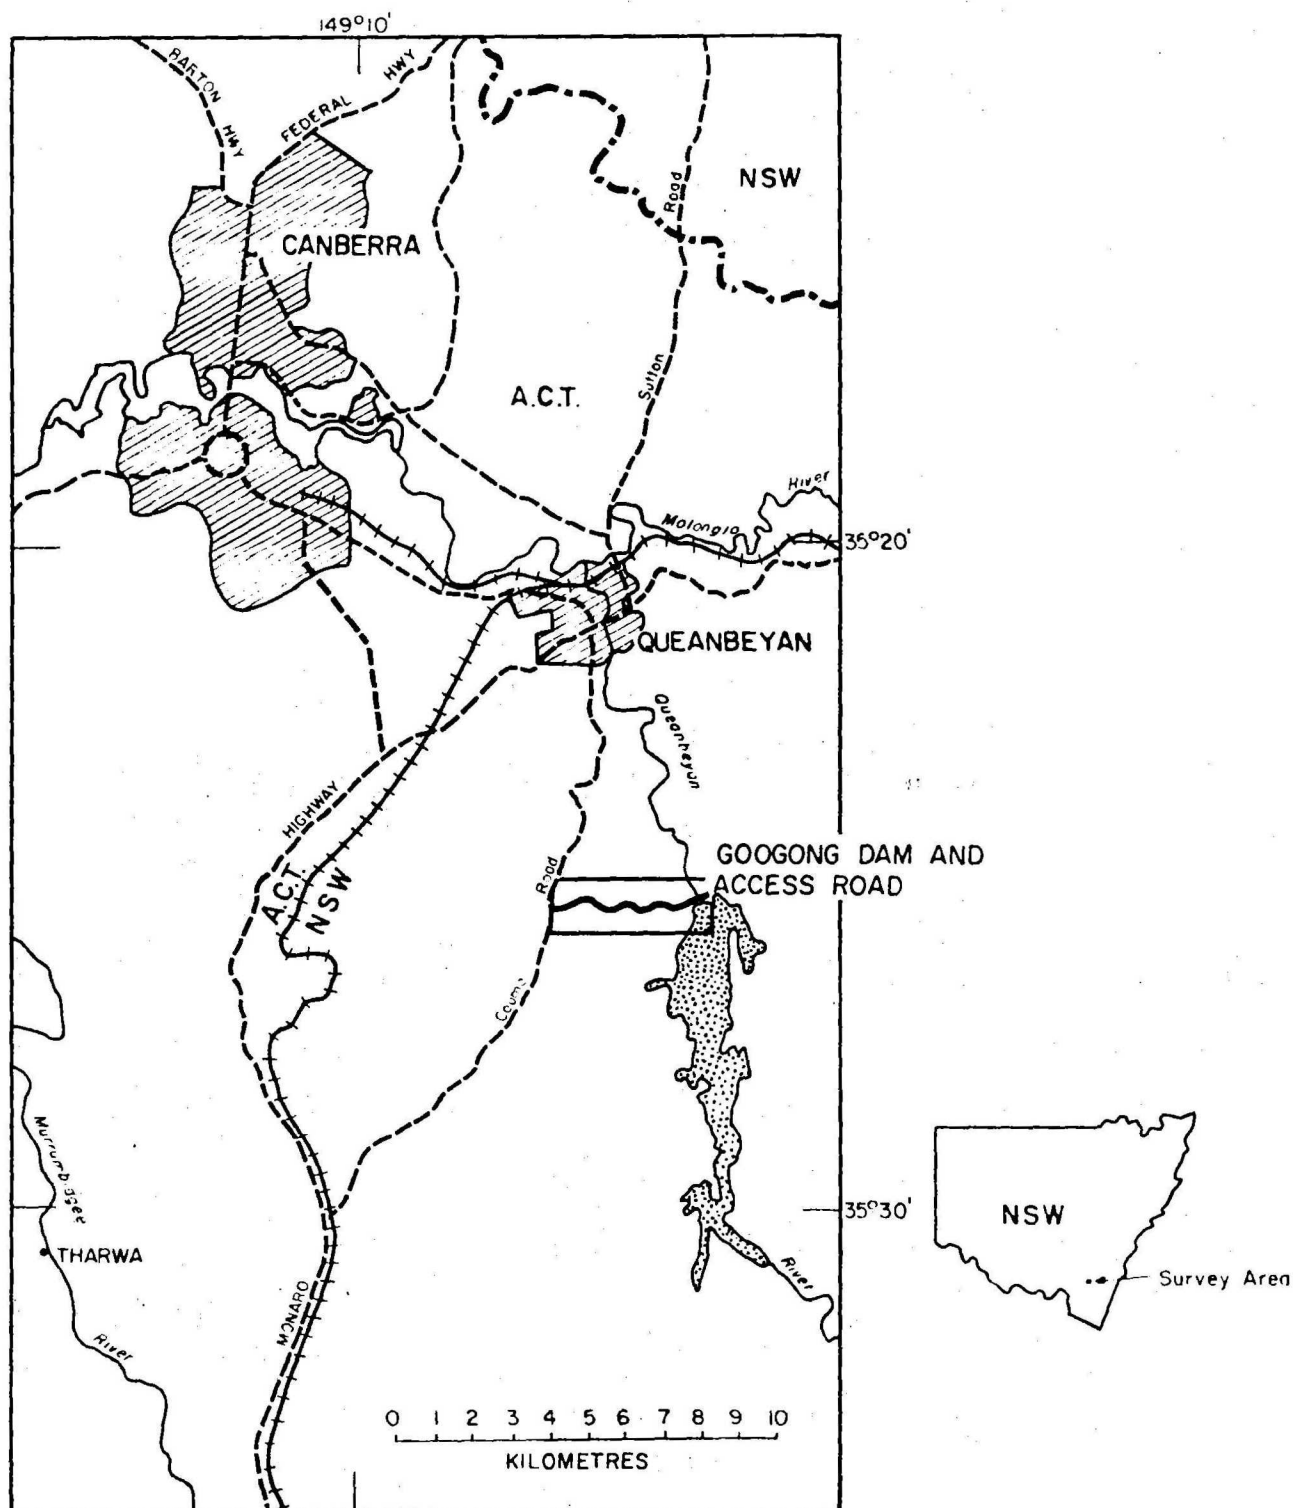 149°10'
BARTON
HWY
FEDERAL
HWY
NSW
Road
CANBERRA
A.C.T.
Sutton
River
Molonglo
35°20'
QUEANBEYAN
Queanbeyan
HIGHWAY
GOOGONG DAM AND
ACCESS ROAD
Road
A.C.T.
NSW
Cooma
Murrumbidgee
THARWA
35°30'
NSW
River
Survey Area
MONARO
River
0 1 2 3 4 5 6 7 8 9 10
KILOMETRES